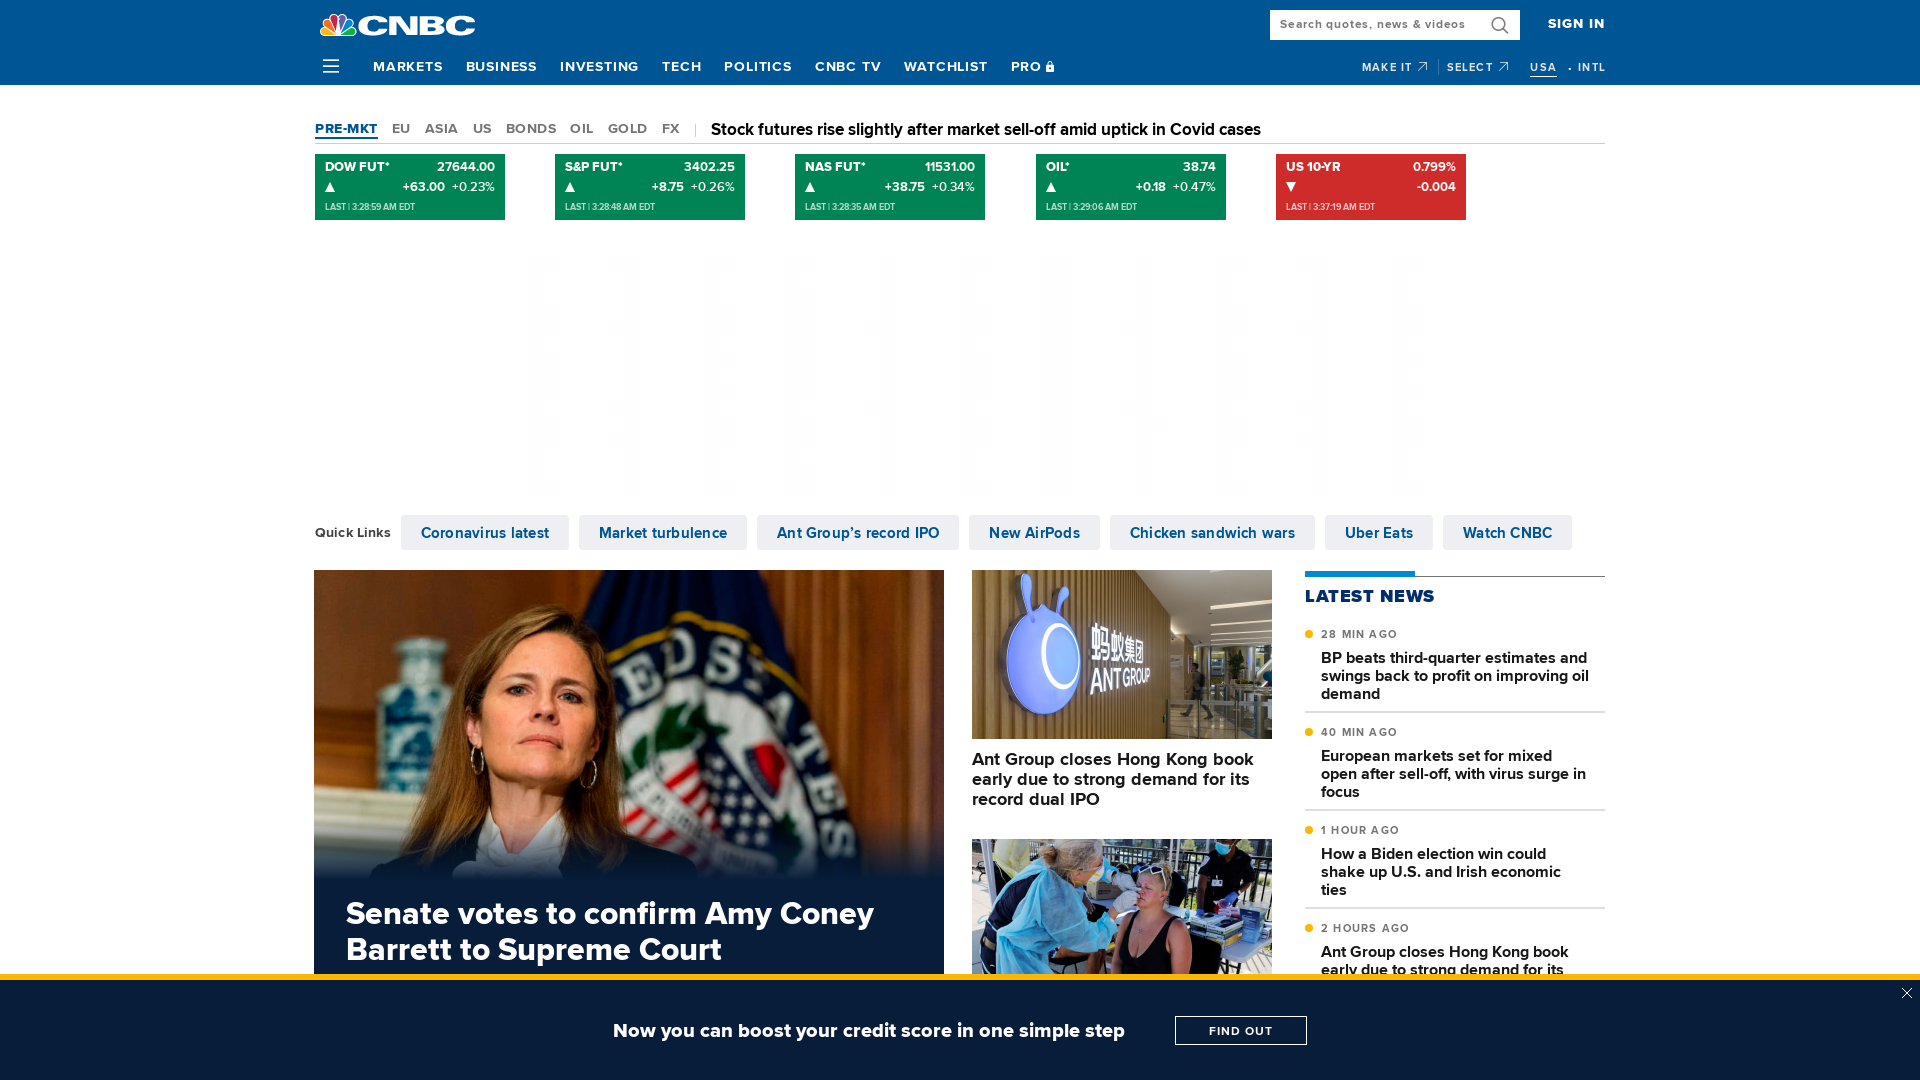 CNBC
Search quotes, news & videos
SIGN IN
MARKETS BUSINESS INVESTING TECH POLITICS CNBC TV WATCHLIST PRO
MAKE IT SELECT USA • INTL
PRE-MKT EU ASIA US BONDS OIL GOLD FX
Stock futures rise slightly after market sell-off amid uptick in Covid cases
DOW FUT* 27644.00
+63.00 +0.23%
LAST | 3:28:59 AM EDT
S&P FUT* 3402.25
+8.75 +0.26%
LAST | 3:28:48 AM EDT
NAS FUT* 11531.00
+38.75 +0.34%
LAST | 3:28:35 AM EDT
OIL* 38.74
+0.18 +0.47%
LAST | 3:29:06 AM EDT
US 10-YR 0.799%
-0.004
LAST | 3:37:19 AM EDT
Quick Links
Coronavirus latest
Market turbulence
Ant Group’s record IPO
New AirPods
Chicken sandwich wars
Uber Eats
Watch CNBC
Senate votes to confirm Amy Coney
Barrett to Supreme Court
蚂蚁集团
ANT GROUP
Ant Group closes Hong Kong book
early due to strong demand for its
record dual IPO
LATEST NEWS
28 MIN AGO
BP beats third-quarter estimates and
swings back to profit on improving oil
demand
40 MIN AGO
European markets set for mixed
open after sell-off, with virus surge in
focus
1 HOUR AGO
How a Biden election win could
shake up U.S. and Irish economic
ties
2 HOURS AGO
Ant Group closes Hong Kong book
early due to strong demand for its
Now you can boost your credit score in one simple step
FIND OUT